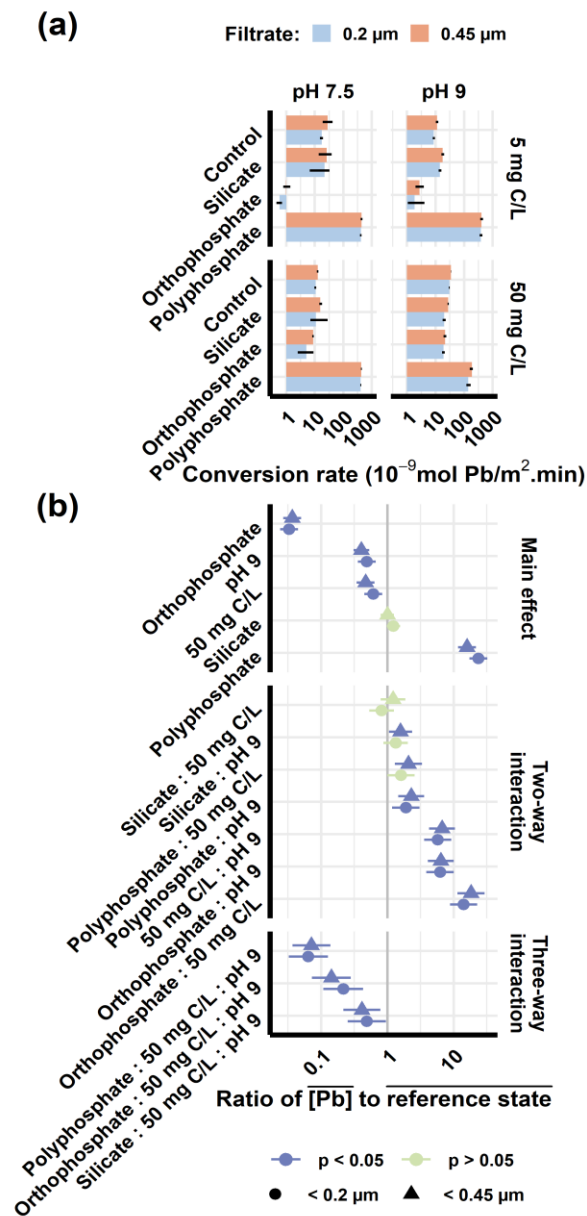 (a)
Filtrate: 0.2 µm 0.45 µm
pH 7.5 pH 9
Control
Silicate
Orthophosphate
Polyphosphate
5 mg C/L
Control
Silicate
Orthophosphate
Polyphosphate
50 mg C/L
1 10 100 1000 1 10 100 1000
Conversion rate (10⁻⁹mol Pb/m².min)
(b)
Orthophosphate
pH 9
50 mg C/L
Silicate
Polyphosphate
Main effect
Silicate : 50 mg C/L
Silicate : pH 9
Polyphosphate : 50 mg C/L
Polyphosphate : pH 9
50 mg C/L : pH 9
Orthophosphate : pH 9
Orthophosphate : 50 mg C/L
Two-way
interaction
Polyphosphate : 50 mg C/L : pH 9
Orthophosphate : 50 mg C/L : pH 9
Silicate : 50 mg C/L : pH 9
Three-way
interaction
0.1 1 10
Ratio of [Pb] to reference state
p < 0.05 p > 0.05
< 0.2 µm < 0.45 µm